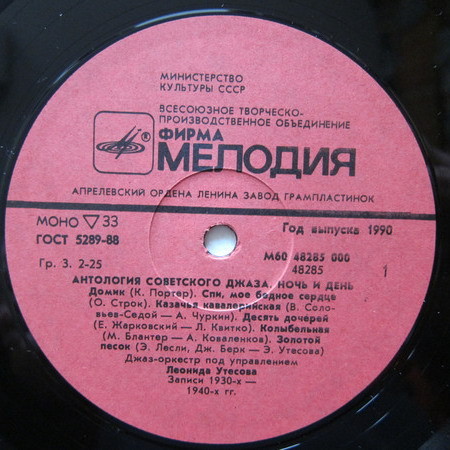 МИНИСТЕРСТВО
КУЛЬТУРЫ СССР
ВСЕСОЮЗНОЕ ТВОРЧЕСКО-
ПРОИЗВОДСТВЕННОЕ ОБЪЕДИНЕНИЕ
® ФИРМА
МЕЛОДИЯ
АПРЕЛЕВСКИЙ ОРДЕНА ЛЕНИНА ЗАВОД ГРАМПЛАСТИНОК
МОНО ▽ 33
Год выпуска 1990
ГОСТ 5289-88
М60 48285 000
Гр. 3. 2-25
48285 1
АНТОЛОГИЯ СОВЕТСКОГО ДЖАЗА. НОЧЬ И ДЕНЬ
Домик (К. Портер). Спи, мое бедное сердце
(О. Строк). Казачья кавалерийская (В. Соло-
вьев-Седой — А. Чуркин). Десять дочерей
(Е. Жарковский — Л. Квитко). Колыбельная
(М. Блантер — А. Коваленков). Золотой
песок (Э. Лесли, Дж. Берк — Э. Утесова)
Джаз-оркестр под управлением
Леонида Утесова
Записи 1930-х —
1940-х гг.